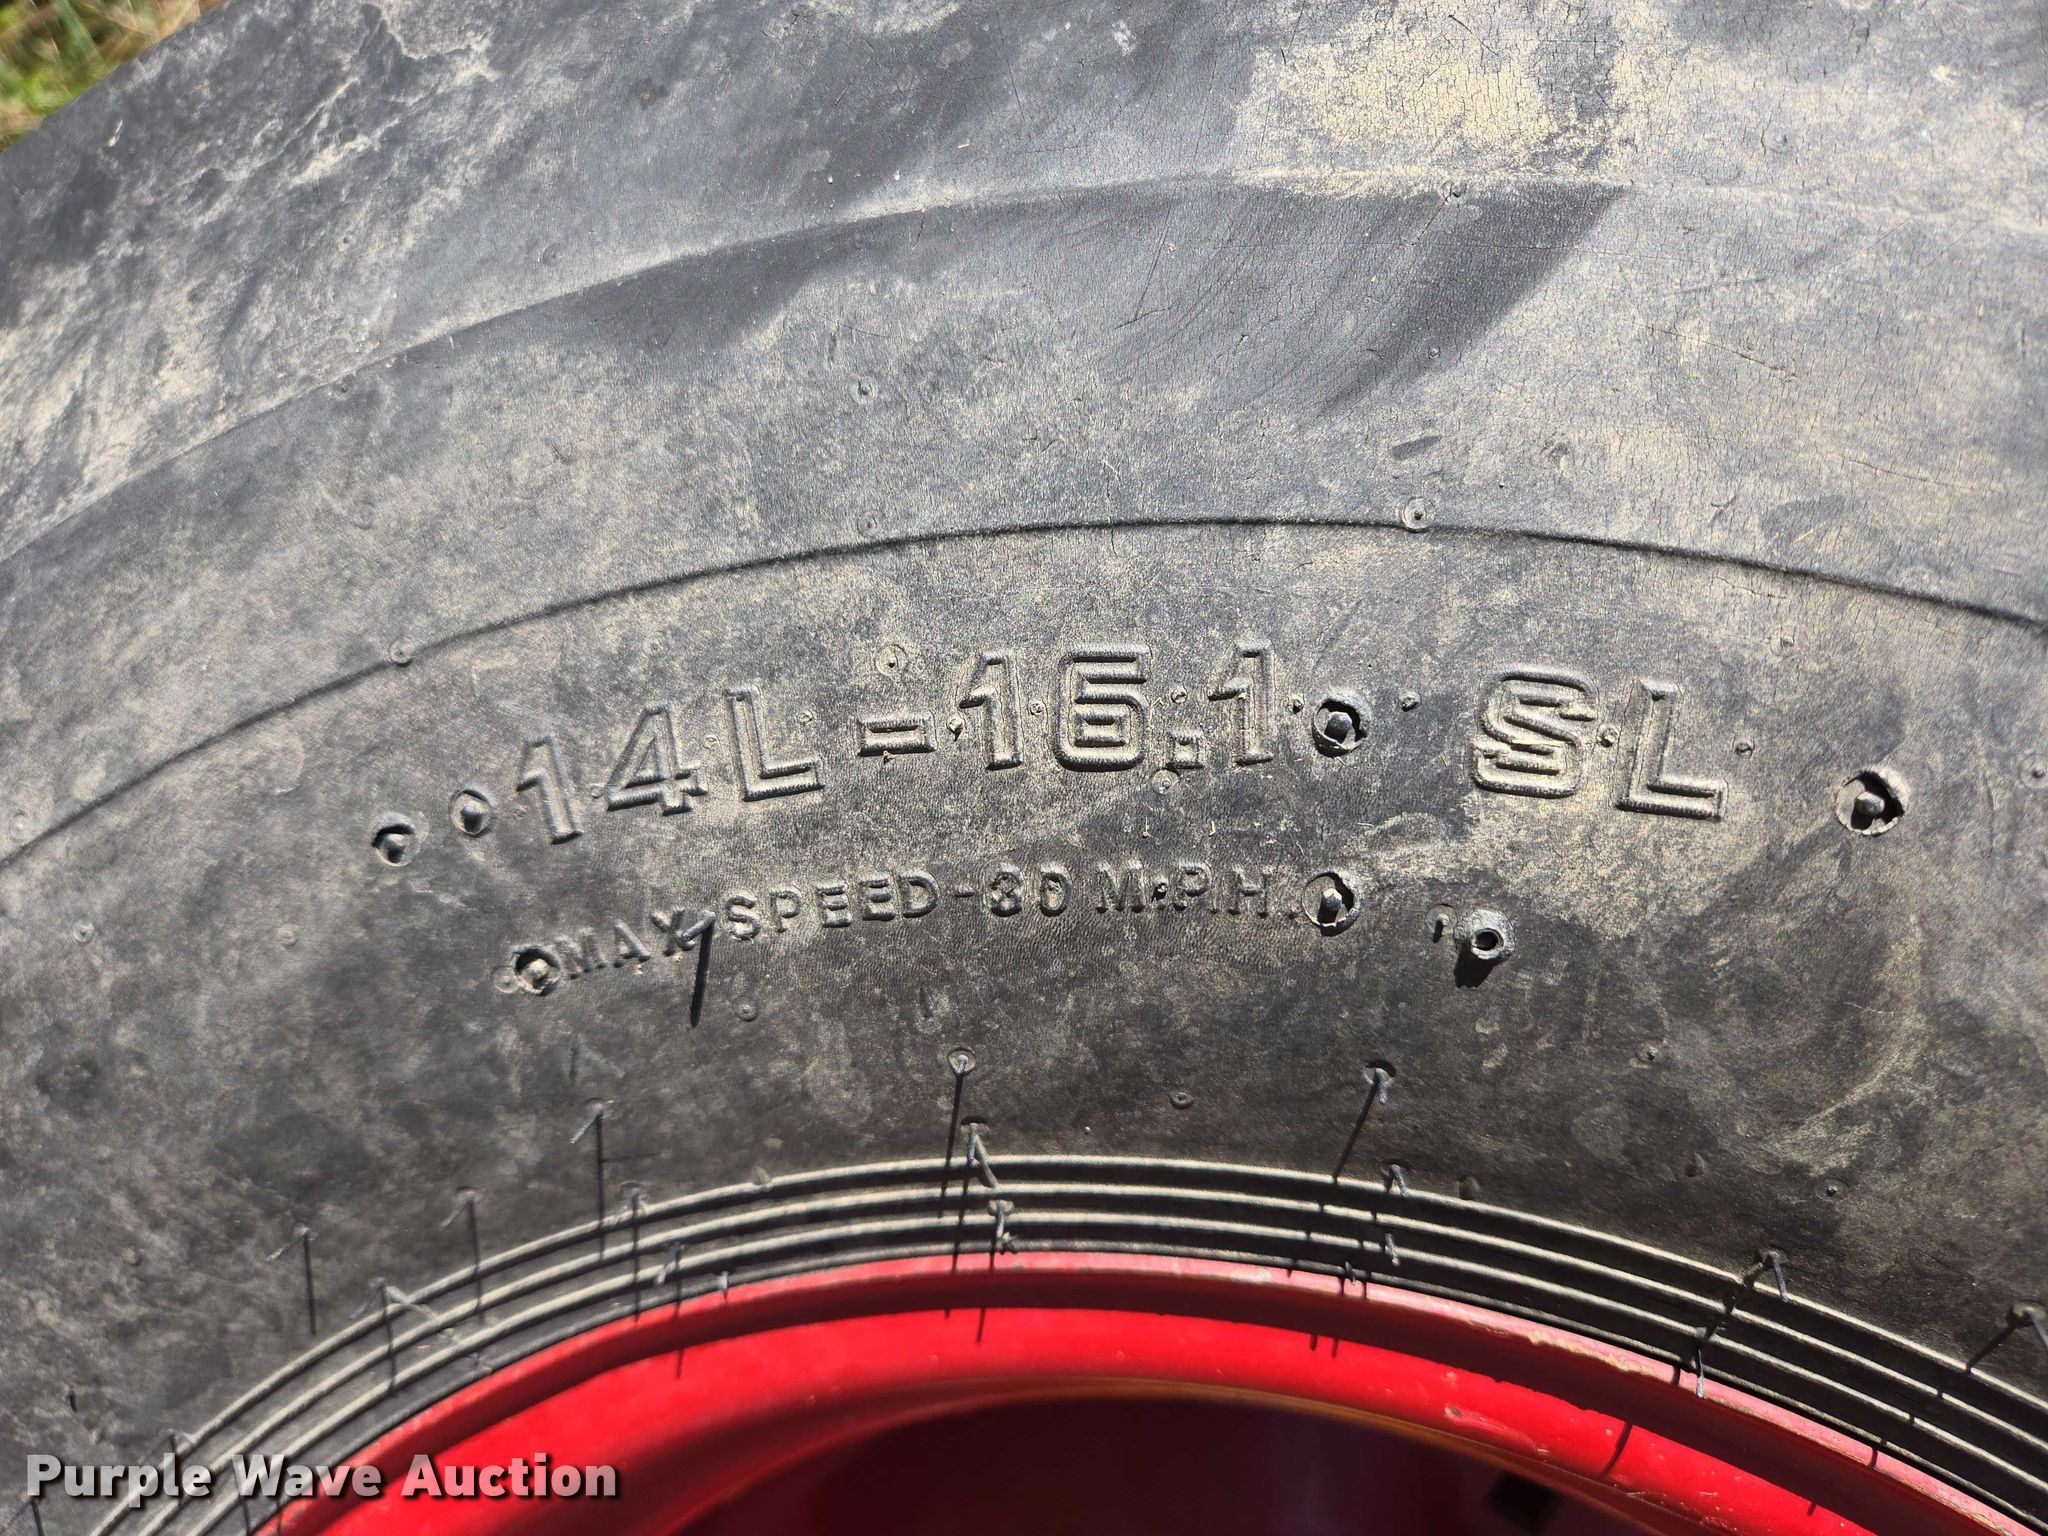 14L-16.1 SL
MAX SPEED-30 M.P.H.
Purple Wave Auction